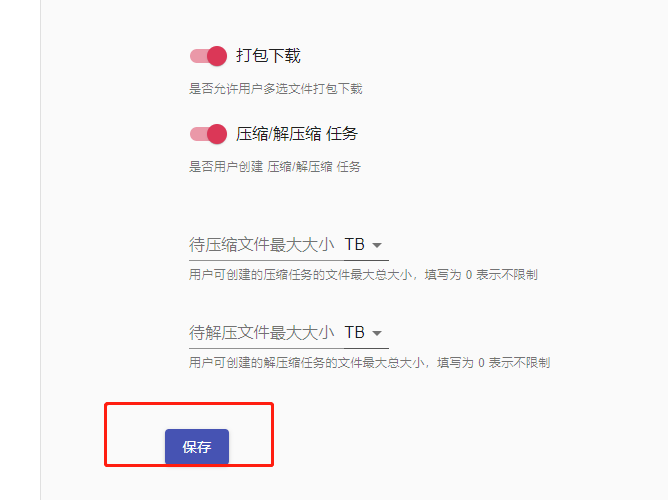 打包下载
是否允许用户多选文件打包下载
压缩/解压缩 任务
是否用户创建 压缩/解压缩 任务
待压缩文件最大大小 TB
用户可创建的压缩任务的文件最大总大小，填写为 0 表示不限制
待解压文件最大大小 TB
用户可创建的解压缩任务的文件最大总大小，填写为 0 表示不限制
保存